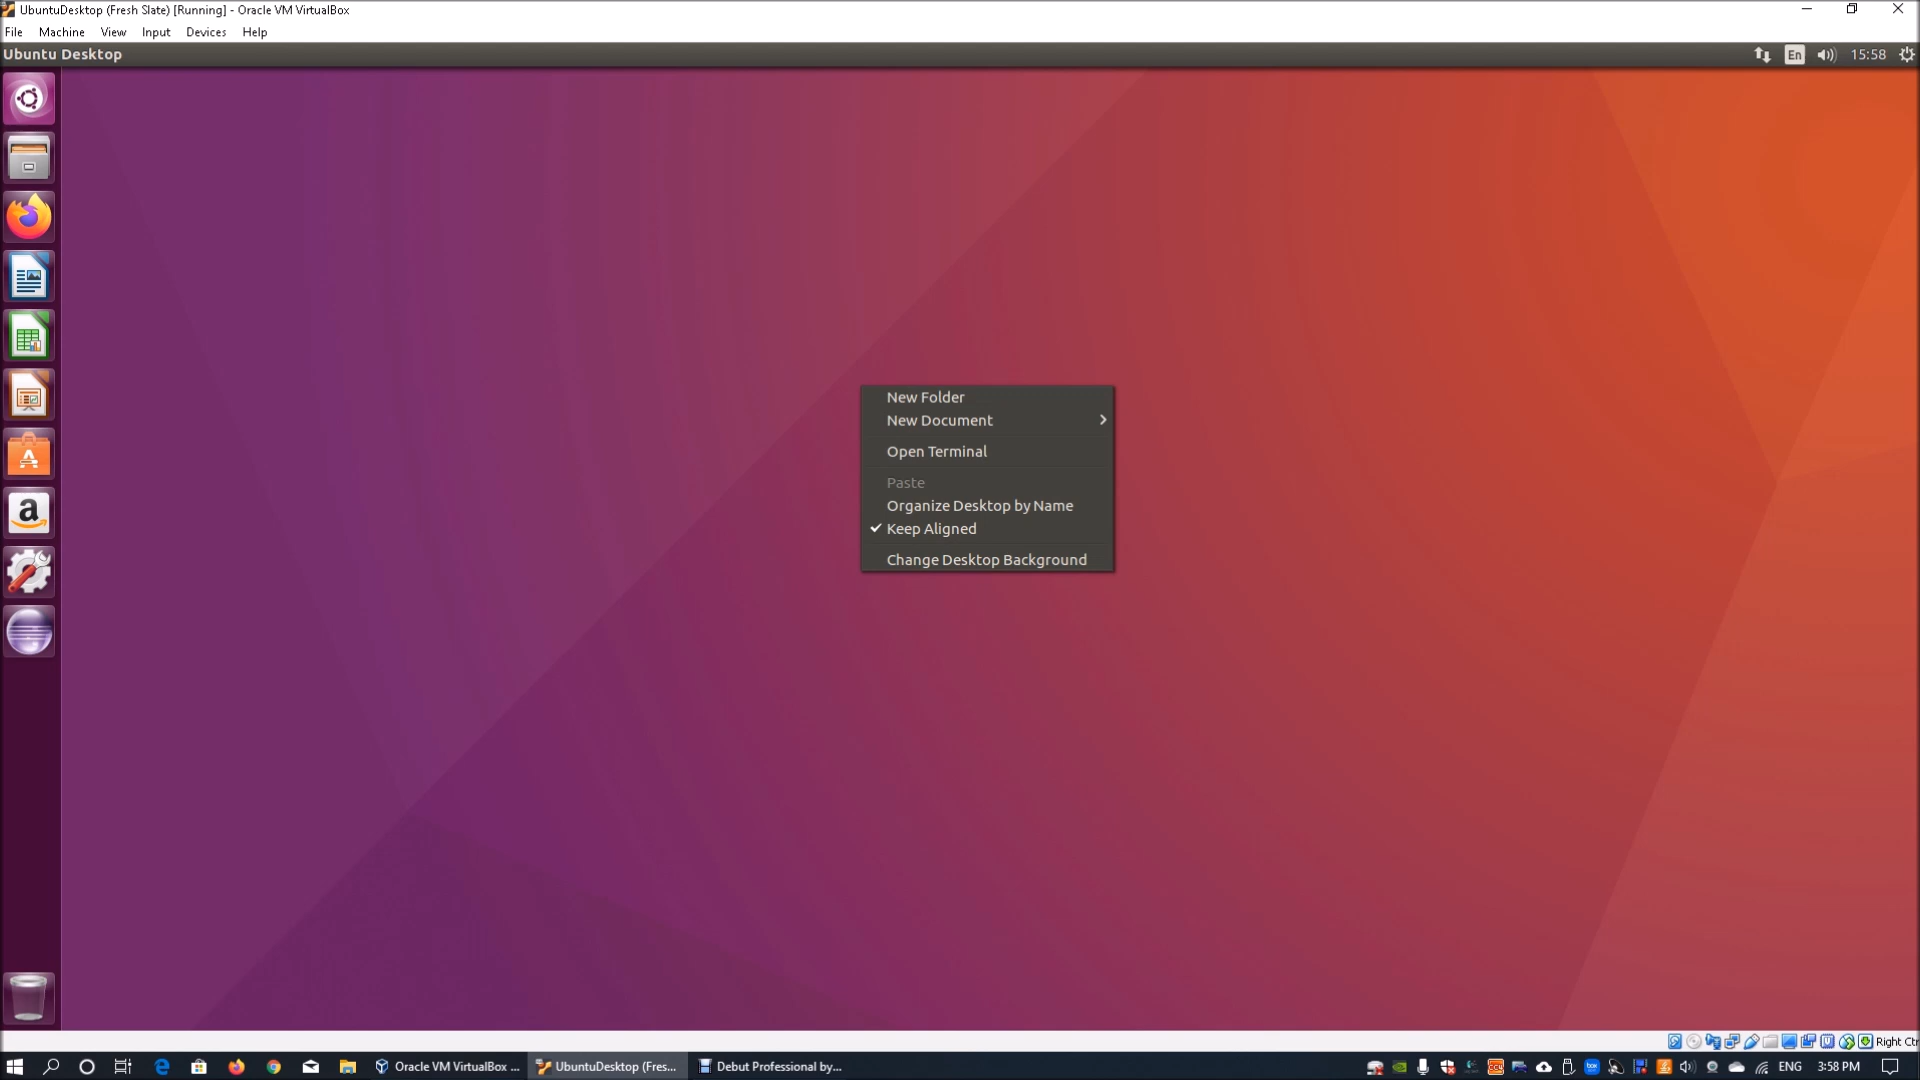 UbuntuDesktop (Fresh Slate) [Running] - Oracle VM VirtualBox
File Machine View Input Devices Help
Ubuntu Desktop
En 15:58
New Folder
New Document
Open Terminal
Paste
Organize Desktop by Name
Keep Aligned
Change Desktop Background
Right Ctr
Oracle VM VirtualBox ... UbuntuDesktop (Fres... Debut Professional by... ENG 3:58 PM